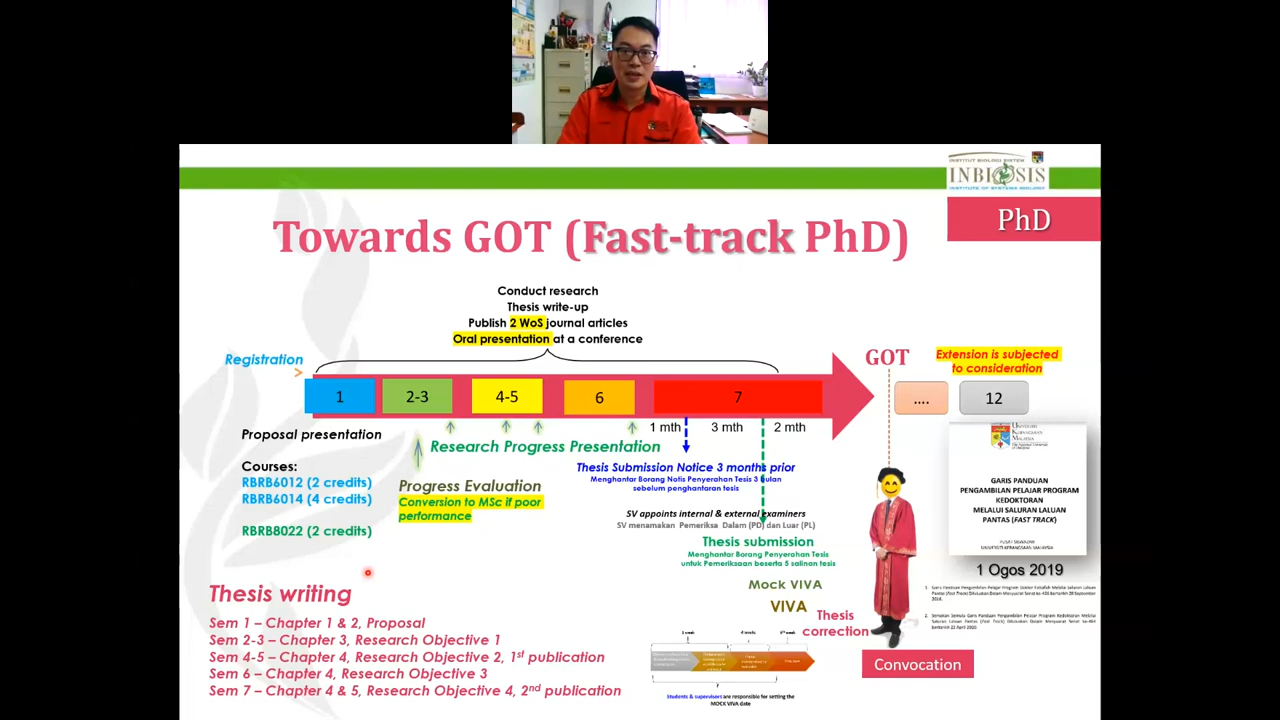 INSTITUT BIOLOGI SISTEM
INBIOSIS
INSTITUTE OF SYSTEMS BIOLOGY
PhD
Towards GOT (Fast-track PhD)
Conduct research
Thesis write-up
Publish 2 WoS journal articles
Oral presentation at a conference
Registration
>
GOT
Extension is subjected
to consideration
1
2-3
4-5
6
7
....
12
1 mth
3 mth
2 mth
Proposal presentation
Research Progress Presentation
Courses:
RBRB6012 (2 credits)
RBRB6014 (4 credits)
RBRB8022 (2 credits)
Progress Evaluation
Conversion to MSc if poor
performance
Thesis Submission Notice 3 months prior
Menghantar Borang Notis Penyerahan Tesis 3 bulan
sebelum penghantaran tesis
SV appoints internal & external examiners
SV menamakan Pemeriksa Dalam (PD) dan Luar (PL)
Thesis submission
Menghantar Borang Penyerahan Tesis
untuk Pemeriksaan beserta 5 salinan tesis
Mock VIVA
VIVA
Thesis
correction
Convocation
UNIVERSITI
KEBANGSAAN
MALAYSIA
GARIS PANDUAN
PENGAMBILAN PELAJAR PROGRAM
KEDOKTORAN
MELALUI SALURAN LALUAN
PANTAS (FAST TRACK)
PUSAT SISWAZAH
UNIVERSITI KEBANGSAAN MALAYSIA
1 Ogos 2019
Thesis writing
Sem 1 – Chapter 1 & 2, Proposal
Sem 2-3 – Chapter 3, Research Objective 1
Sem 4-5 – Chapter 4, Research Objective 2, 1st publication
Sem 6 – Chapter 4, Research Objective 3
Sem 7 – Chapter 4 & 5, Research Objective 4, 2nd publication
Students & supervisors are responsible for setting the
MOCK VIVA date